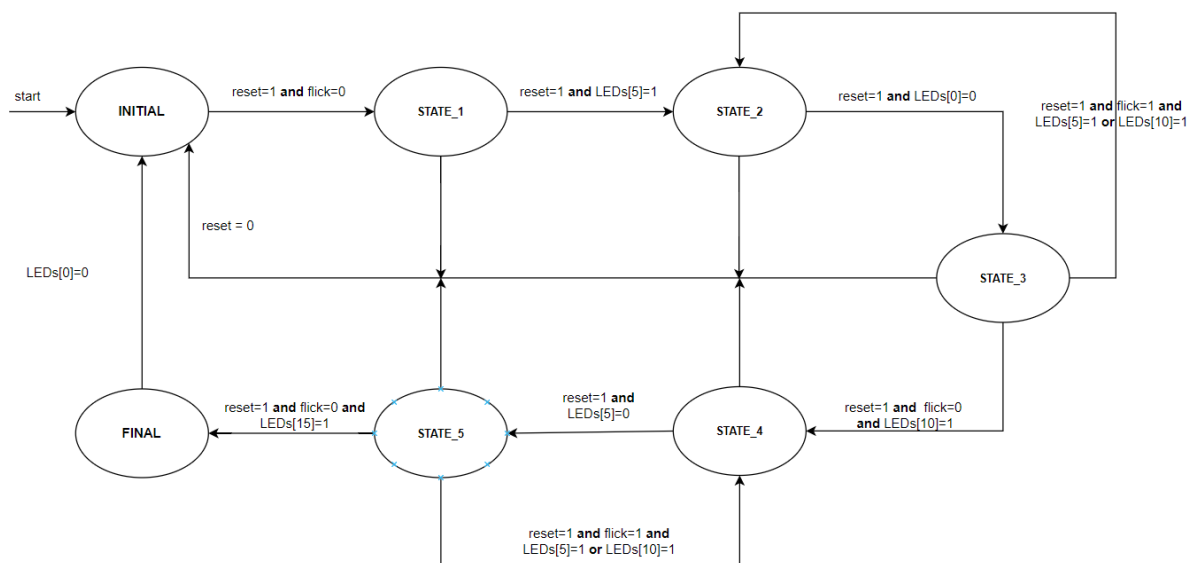 start
INITIAL
reset=1 and flick=0
STATE_1
reset=1 and LEDs[5]=1
STATE_2
reset=1 and LEDs[0]=0
reset=1 and flick=1 and
LEDs[5]=1 or LEDs[10]=1
reset = 0
LEDs[0]=0
STATE_3
FINAL
reset=1 and flick=0 and
LEDs[15]=1
STATE_5
reset=1 and
LEDs[5]=0
STATE_4
reset=1 and flick=0
and LEDs[10]=1
reset=1 and flick=1 and
LEDs[5]=1 or LEDs[10]=1